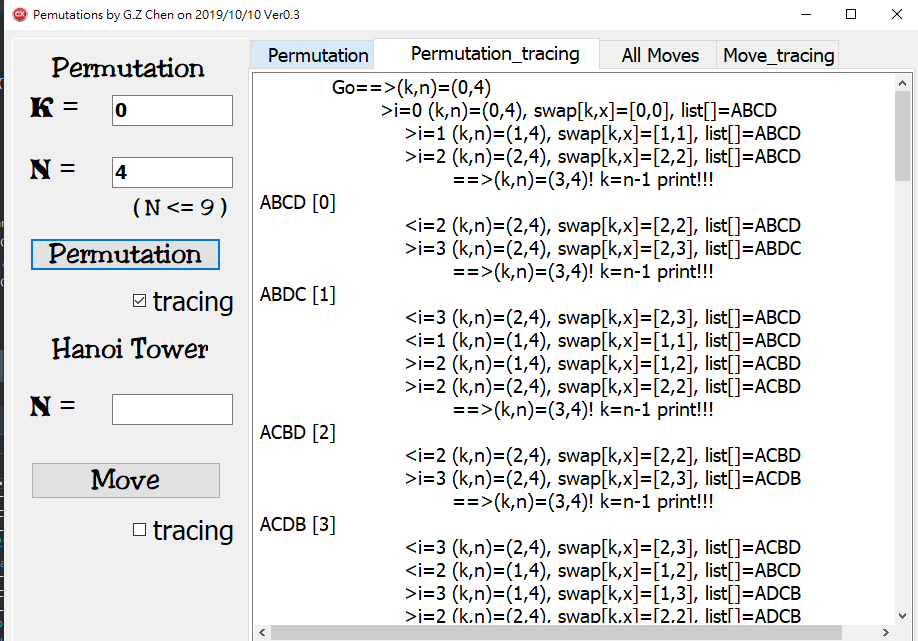 Pemutations by G.Z Chen on 2019/10/10 Ver0.3
Permutation
K =
0
N =
4
( N <= 9 )
Permutation
tracing
Hanoi Tower
N =
Move
tracing
Permutation
Permutation_tracing
All Moves
Move_tracing
Go==>(k,n)=(0,4)
>i=0 (k,n)=(0,4), swap[k,x]=[0,0], list[]=ABCD
>i=1 (k,n)=(1,4), swap[k,x]=[1,1], list[]=ABCD
>i=2 (k,n)=(2,4), swap[k,x]=[2,2], list[]=ABCD
==>(k,n)=(3,4)! k=n-1 print!!!
ABCD [0]
<i=2 (k,n)=(2,4), swap[k,x]=[2,2], list[]=ABCD
>i=3 (k,n)=(2,4), swap[k,x]=[2,3], list[]=ABDC
==>(k,n)=(3,4)! k=n-1 print!!!
ABDC [1]
<i=3 (k,n)=(2,4), swap[k,x]=[2,3], list[]=ABCD
<i=1 (k,n)=(1,4), swap[k,x]=[1,1], list[]=ABCD
>i=2 (k,n)=(1,4), swap[k,x]=[1,2], list[]=ACBD
>i=2 (k,n)=(2,4), swap[k,x]=[2,2], list[]=ACBD
==>(k,n)=(3,4)! k=n-1 print!!!
ACBD [2]
<i=2 (k,n)=(2,4), swap[k,x]=[2,2], list[]=ACBD
>i=3 (k,n)=(2,4), swap[k,x]=[2,3], list[]=ACDB
==>(k,n)=(3,4)! k=n-1 print!!!
ACDB [3]
<i=3 (k,n)=(2,4), swap[k,x]=[2,3], list[]=ACBD
<i=2 (k,n)=(1,4), swap[k,x]=[1,2], list[]=ABCD
>i=3 (k,n)=(1,4), swap[k,x]=[1,3], list[]=ADCB
>i=2 (k,n)=(2,4), swap[k,x]=[2,2], list[]=ADCB